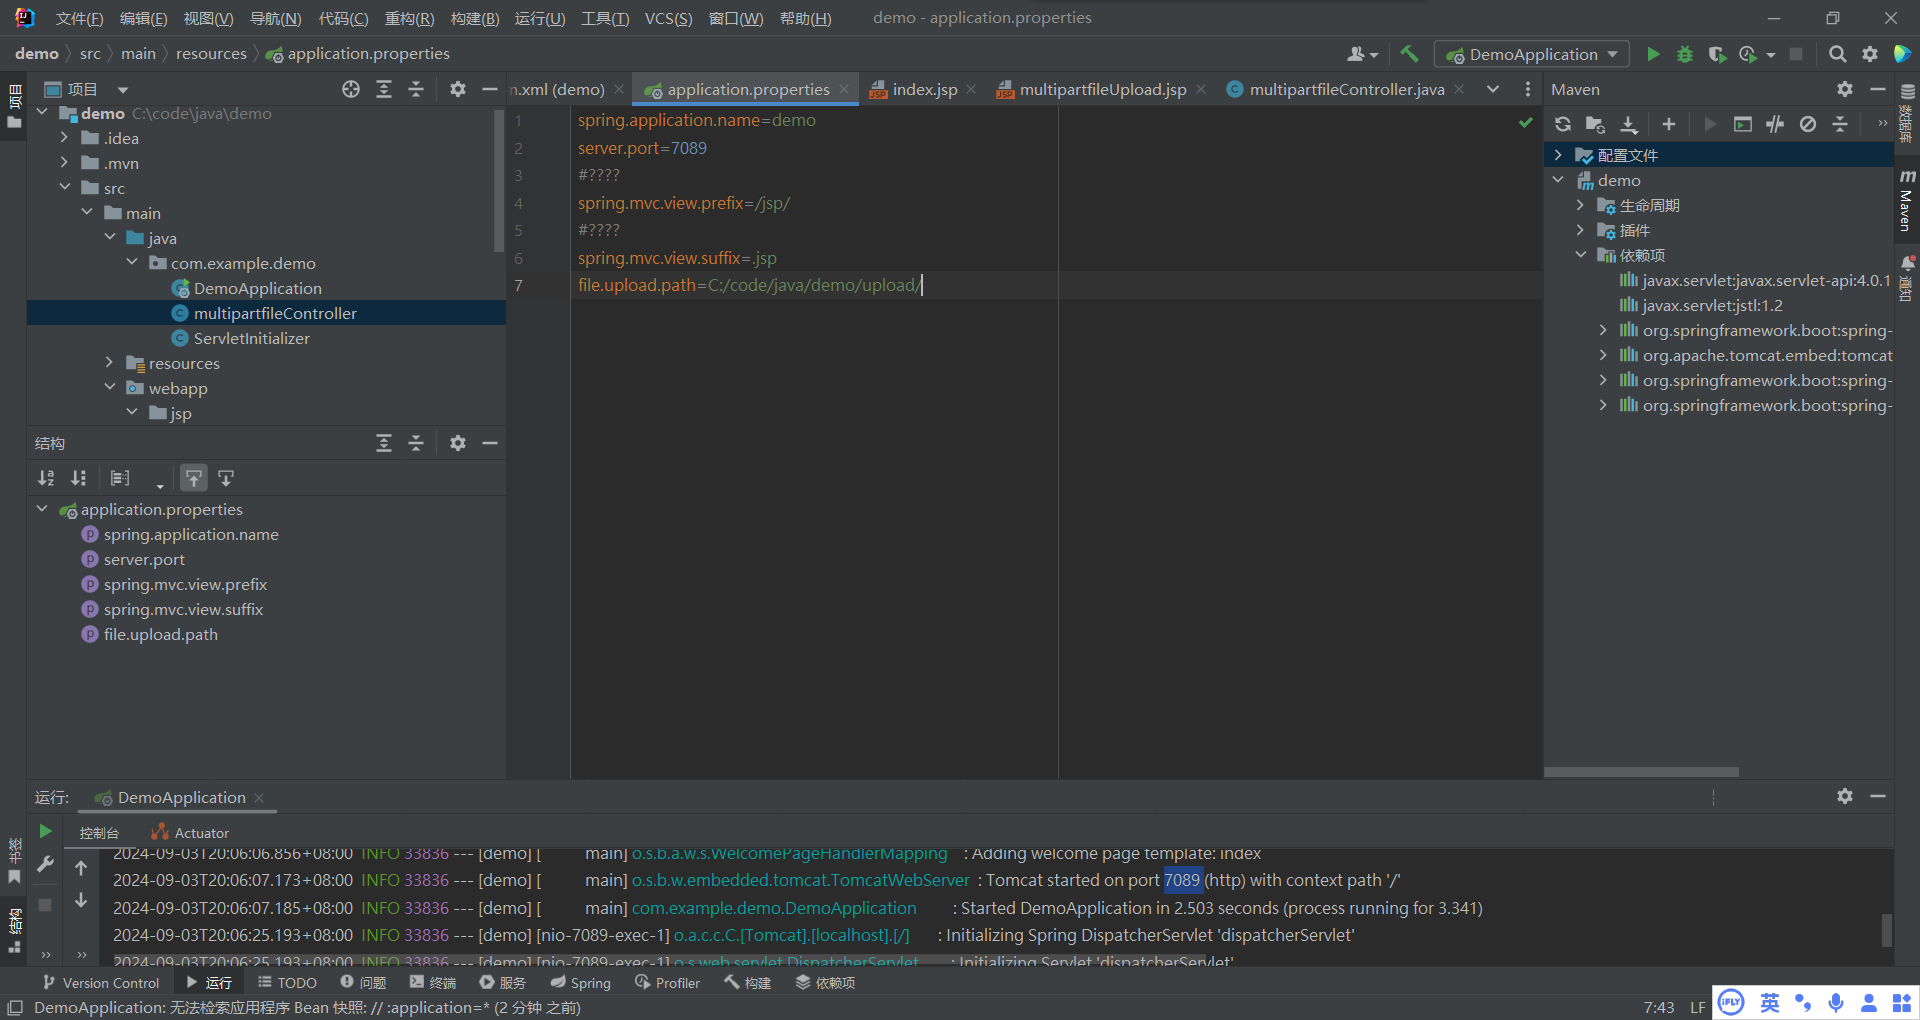 文件(F) 编辑(E) 视图(V) 导航(N) 代码(C) 重构(R) 构建(B) 运行(U) 工具(T) VCS(S) 窗口(W) 帮助(H) demo - application.properties
demo src main resources application.properties
DemoApplication
项目
n.xml (demo) application.properties index.jsp multipartfileUpload.jsp multipartfileController.java
Maven
项目
demo C:\code\java\demo
.idea
.mvn
src
main
java
com.example.demo
DemoApplication
multipartfileController
ServletInitializer
resources
webapp
jsp
结构
application.properties
spring.application.name
server.port
spring.mvc.view.prefix
spring.mvc.view.suffix
file.upload.path
1 spring.application.name=demo
2 server.port=7089
3 #????
4 spring.mvc.view.prefix=/jsp/
5 #????
6 spring.mvc.view.suffix=.jsp
7 file.upload.path=C:/code/java/demo/upload/
配置文件
demo
生命周期
插件
依赖项
javax.servlet:javax.servlet-api:4.0.1
javax.servlet:jstl:1.2
org.springframework.boot:spring-
org.apache.tomcat.embed:tomcat
org.springframework.boot:spring-
org.springframework.boot:spring-
数据库
m Maven
通知
运行: DemoApplication
控制台 Actuator
书签
结构
2024-09-03T20:06:06.856+08:00 INFO 33836 --- [demo] [ main] o.s.b.a.w.s.WelcomePageHandlerMapping : Adding welcome page template: index
2024-09-03T20:06:07.173+08:00 INFO 33836 --- [demo] [ main] o.s.b.w.embedded.tomcat.TomcatWebServer : Tomcat started on port 7089 (http) with context path '/'
2024-09-03T20:06:07.185+08:00 INFO 33836 --- [demo] [ main] com.example.demo.DemoApplication : Started DemoApplication in 2.503 seconds (process running for 3.341)
2024-09-03T20:06:25.193+08:00 INFO 33836 --- [demo] [nio-7089-exec-1] o.a.c.c.C.[Tomcat].[localhost].[/] : Initializing Spring DispatcherServlet 'dispatcherServlet'
2024-09-03T20:06:25.193+08:00 INFO 33836 --- [demo] [nio-7089-exec-1] o.s.web.servlet.DispatcherServlet : Initializing Servlet 'dispatcherServlet'
Version Control 运行 TODO 问题 终端 服务 Spring Profiler 构建 依赖项
DemoApplication: 无法检索应用程序 Bean 快照: // :application=* (2 分钟 之前)
7:43 LF
iFLY 英